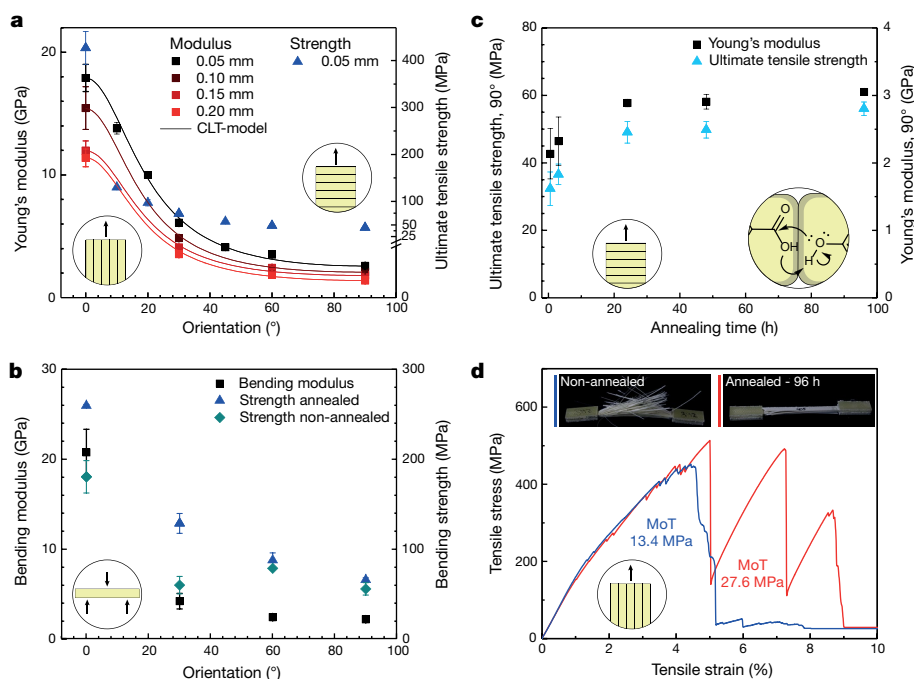 a
Modulus
0.05 mm
0.10 mm
0.15 mm
0.20 mm
CLT-model
Strength
0.05 mm
Young's modulus (GPa)
20
10
0
Ultimate tensile strength (MPa)
400
300
200
100
50
25
0
0 20 40 60 80 100
Orientation (°)
c
Young's modulus
Ultimate tensile strength
Ultimate tensile strength, 90° (MPa)
80
60
40
20
0
Young's modulus, 90° (GPa)
4
3
2
1
0
O
OH
O
H
0 20 40 60 80 100
Annealing time (h)
b
Bending modulus
Strength annealed
Strength non-annealed
Bending modulus (GPa)
30
20
10
0
Bending strength (MPa)
300
200
100
0
0 20 40 60 80 100
Orientation (°)
d
Non-annealed
Annealed - 96 h
Tensile stress (MPa)
600
400
200
0
MoT
13.4 MPa
MoT
27.6 MPa
0 2 4 6 8 10
Tensile strain (%)